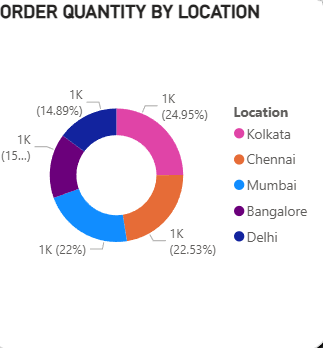 ORDER QUANTITY BY LOCATION
1K
(14.89%)
1K
(24.95%)
1K
(15...)
1K (22%)
1K
(22.53%)
Location
Kolkata
Chennai
Mumbai
Bangalore
Delhi